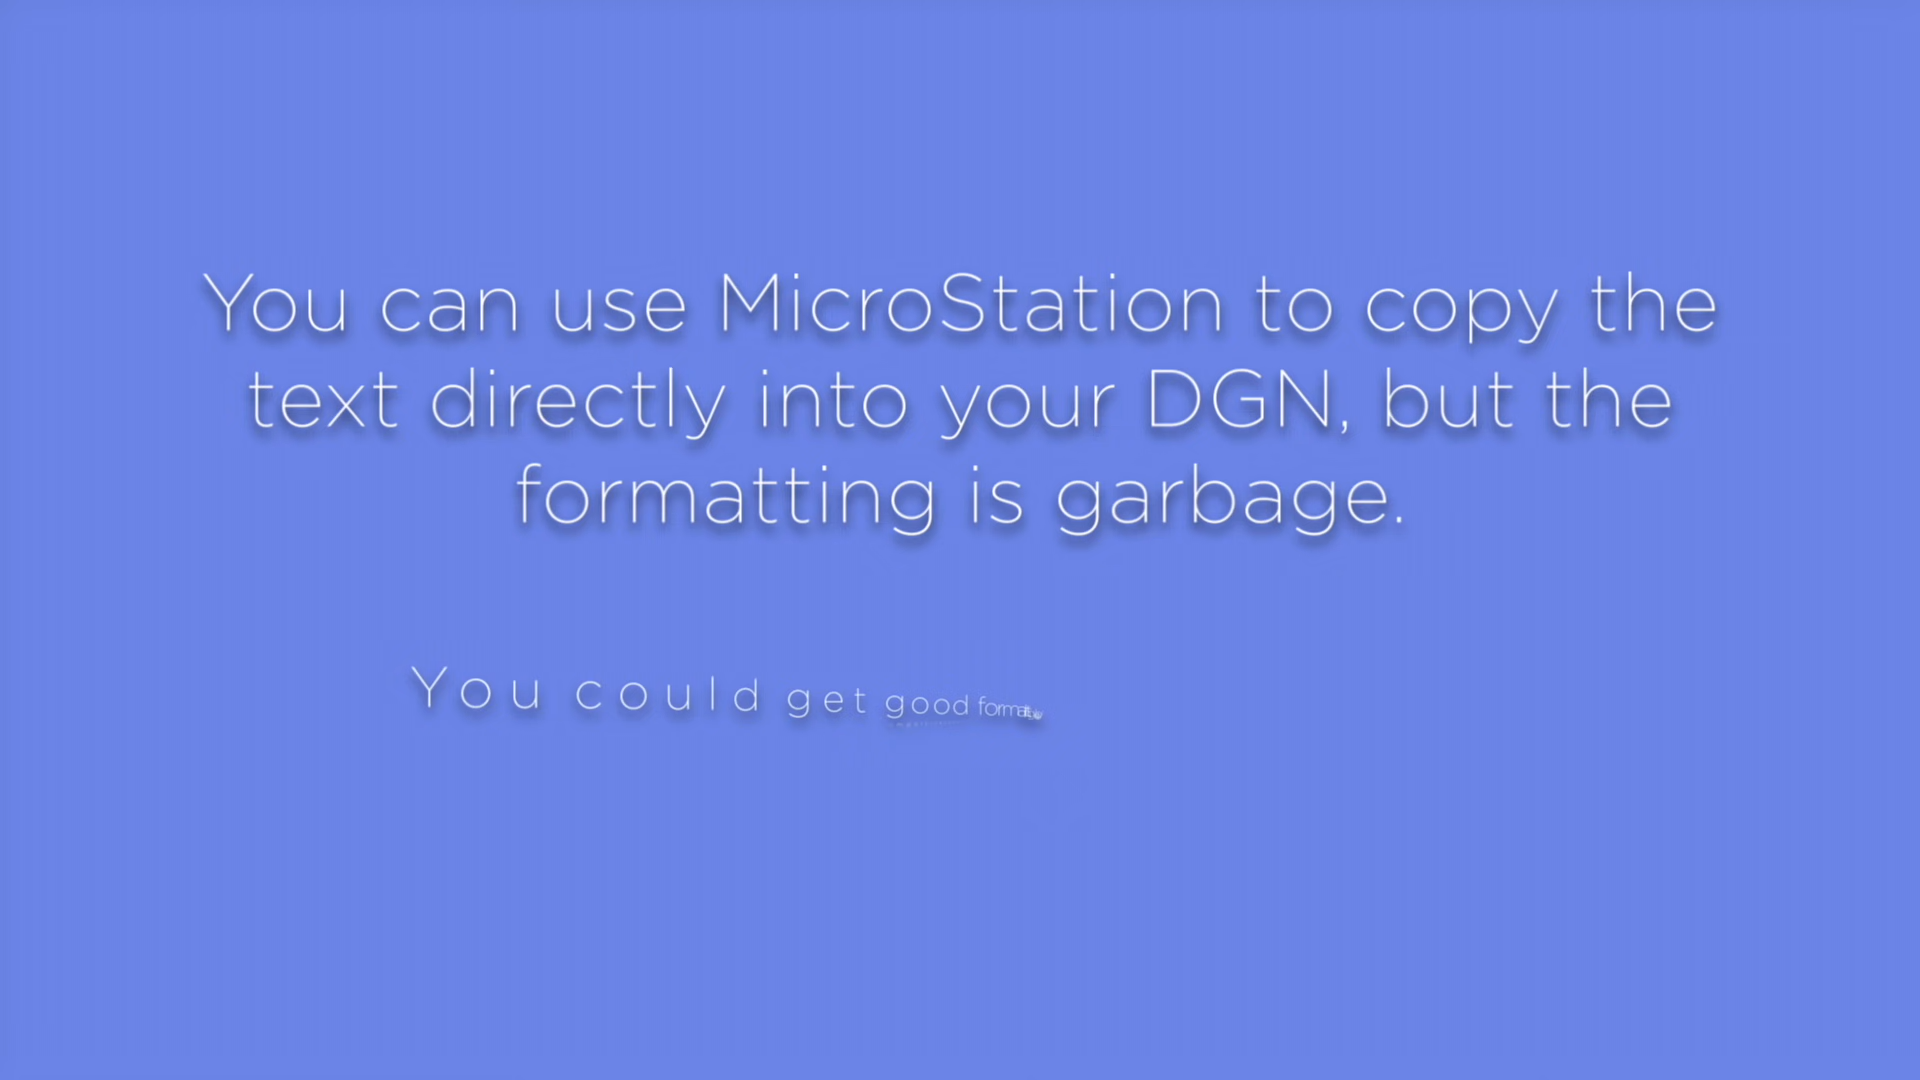 You can use MicroStation to copy the
text directly into your DGN, but the
formatting is garbage.
You could get good